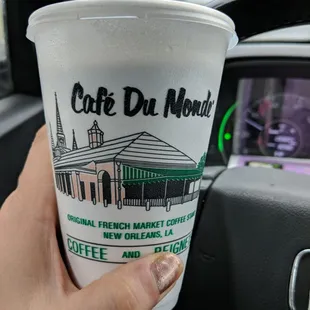 Café Du Monde
ORIGINAL FRENCH MARKET COFFEE
NEW ORLEANS, LA
COFFEE AND